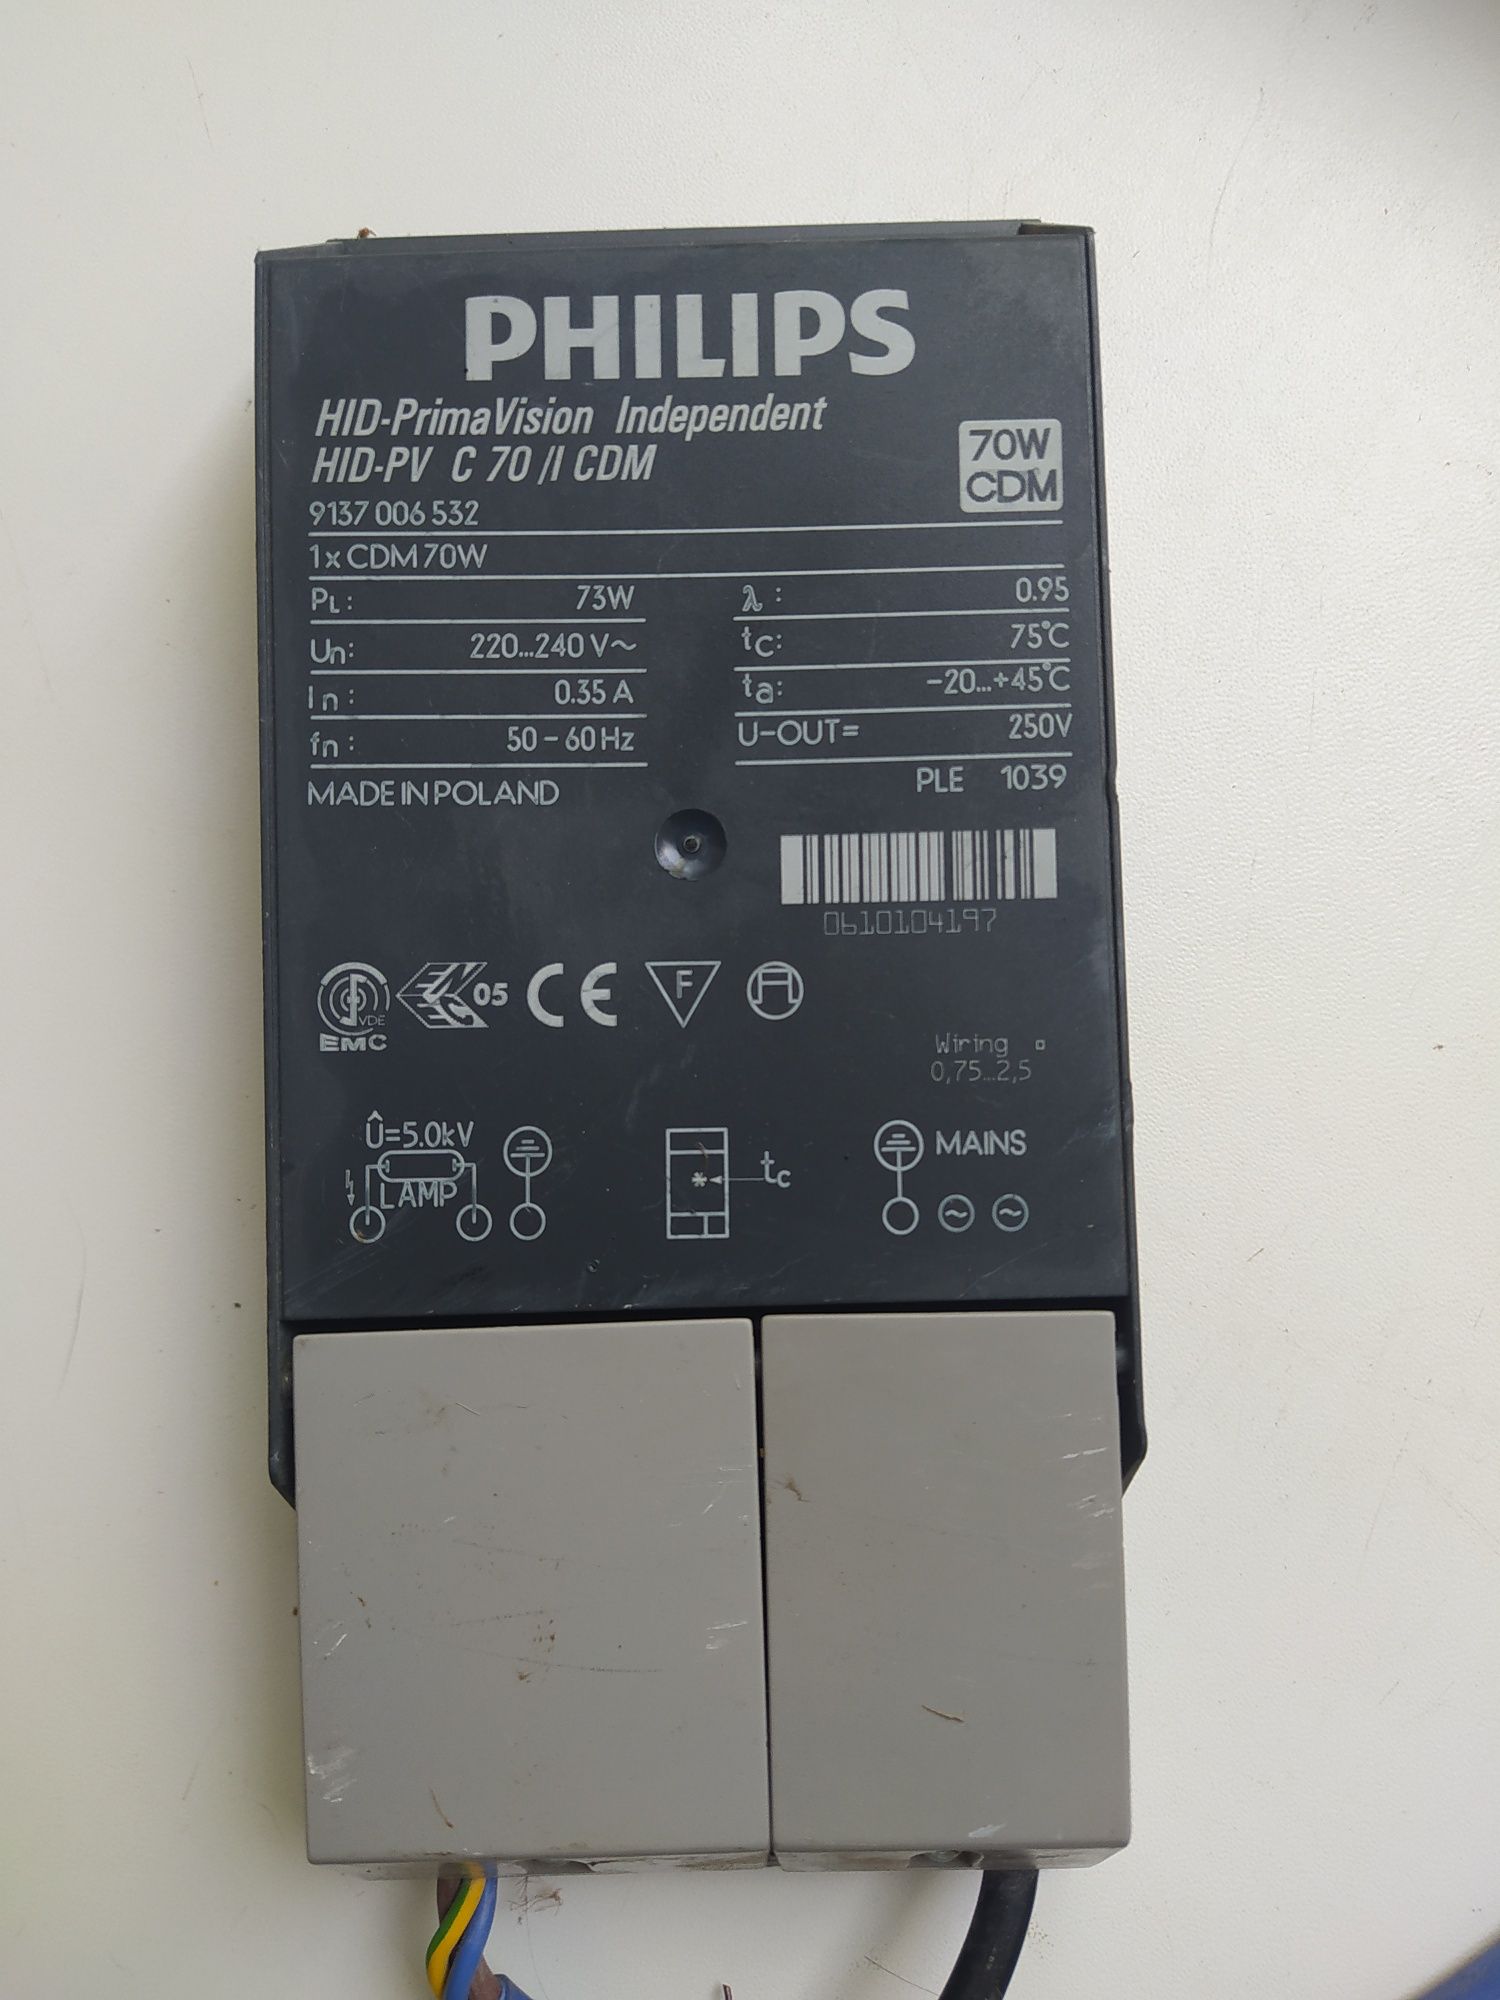 PHILIPS
HID-PrimaVision Independent
HID-PV C 70 /I CDM
70W
CDM
9137 006 532
1x CDM 70W
PL: 73W
λ: 0.95
Un: 220...240 V~
tc: 75°C
In: 0.35 A
ta: -20...+45°C
fn: 50 - 60 Hz
U-OUT= 250V
MADE IN POLAND
PLE 1039
0610104197
VDE
EMC
ENEC
05
CE
F
Wiring
0,75...2,5
Û=5.0kV
LAMP
tc
MAINS